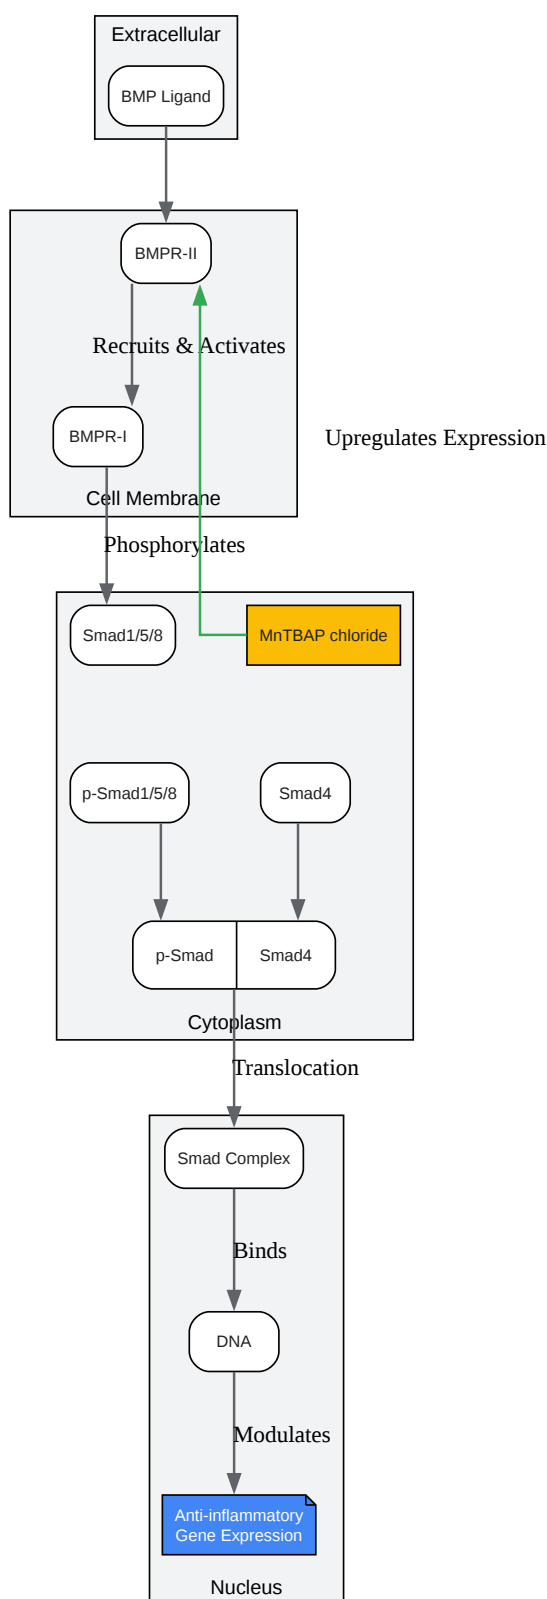 Extracellular
BMP Ligand
BMPR-II
Recruits & Activates
Upregulates Expression
BMPR-I
Cell Membrane
Phosphorylates
Smad1/5/8
MnTBAP chloride
p-Smad1/5/8
Smad4
p-Smad
Smad4
Cytoplasm
Translocation
Smad Complex
Binds
DNA
Modulates
Anti-inflammatory
Gene Expression
Nucleus